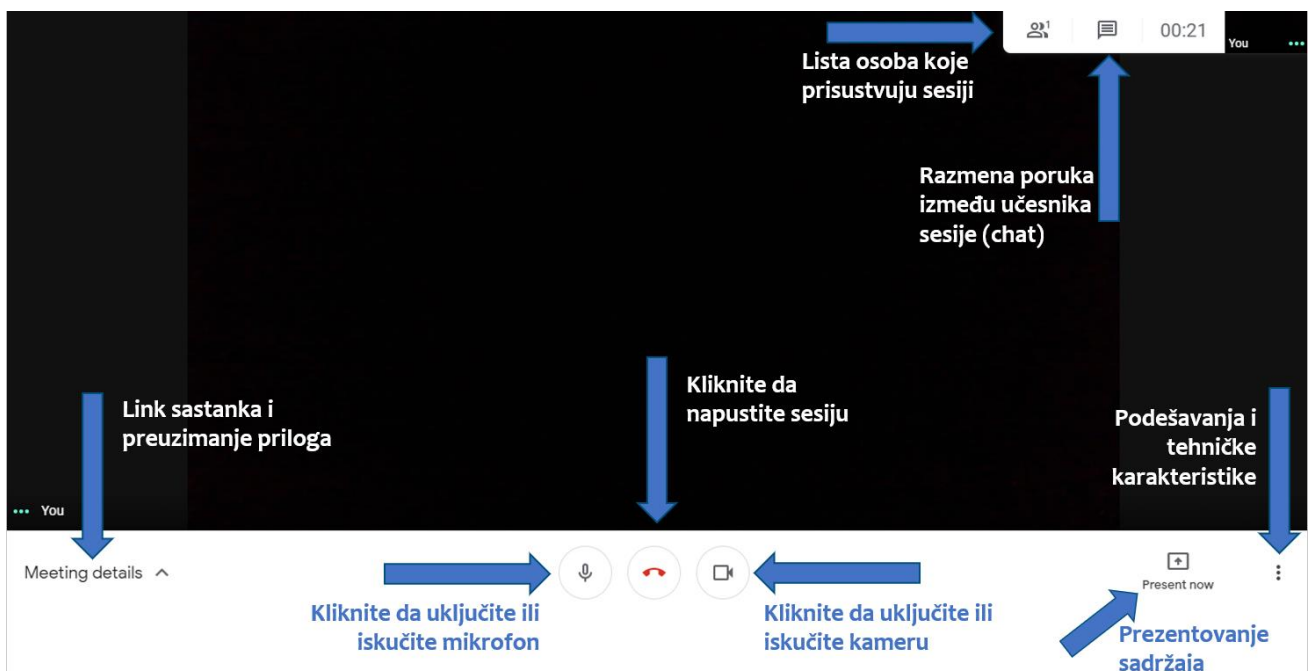 1
00:21
You
Lista osoba koje
prisustvuju sesiji
Razmena poruka
između učesnika
sesije (chat)
Kliknite da
napustite sesiju
Link sastanka i
preuzimanje priloga
Podešavanja i
tehničke
karakteristike
You
Meeting details
Present now
Kliknite da uključite ili
iskučite mikrofon
Kliknite da uključite ili
iskučite kameru
Prezentovanje
sadržaja